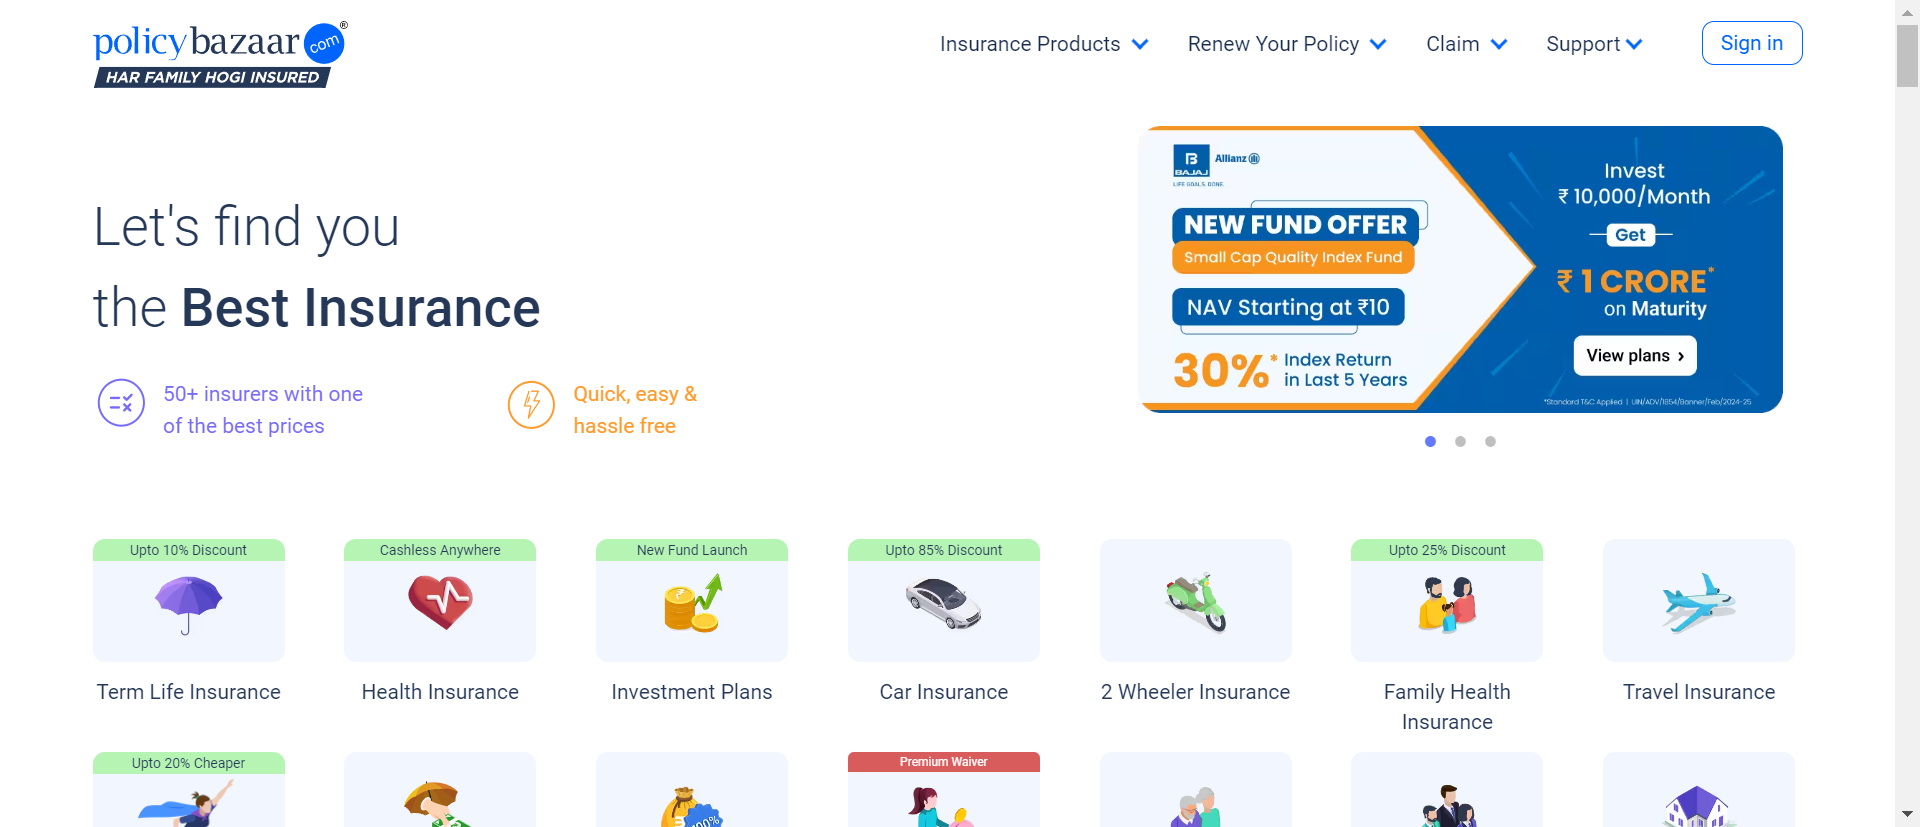 policybazaar com ®
HAR FAMILY HOGI INSURED
Insurance Products
Renew Your Policy
Claim
Support
Sign in
Let's find you
the Best Insurance
50+ insurers with one
of the best prices
Quick, easy &
hassle free
B
BAJAJ
Allianz
LIFE GOALS. DONE.
NEW FUND OFFER
Small Cap Quality Index Fund
NAV Starting at ₹10
30%* Index Return
in Last 5 Years
Invest
₹ 10,000/Month
Get
₹ 1 CRORE*
on Maturity
View plans ›
*Standard T&C Applied | UIN/ADV/1654/Banner/Feb/2024-25
Upto 10% Discount
Term Life Insurance
Cashless Anywhere
Health Insurance
New Fund Launch
Investment Plans
Upto 85% Discount
Car Insurance
2 Wheeler Insurance
Upto 25% Discount
Family Health
Insurance
Travel Insurance
Upto 20% Cheaper
100%
Premium Waiver